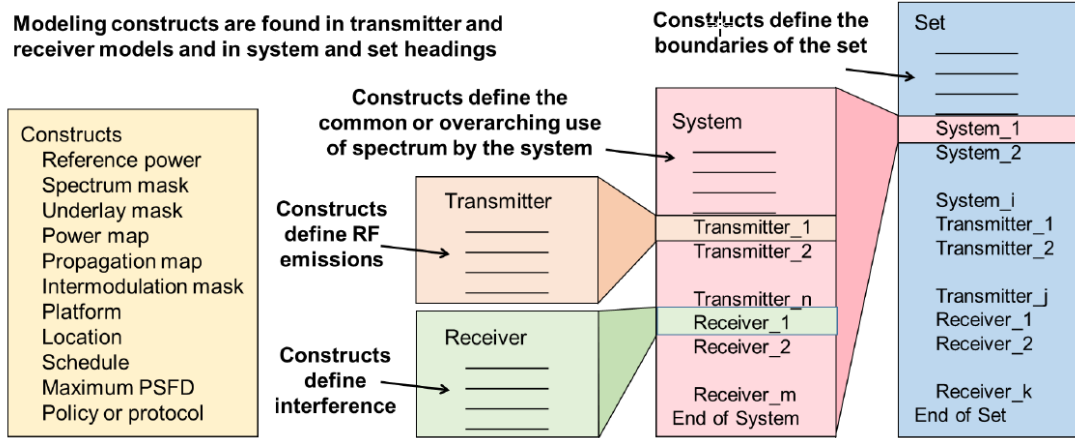 Modeling constructs are found in transmitter and
receiver models and in system and set headings
Constructs define the
boundaries of the set
Constructs define the
common or overarching use
of spectrum by the system
Constructs
define RF
emissions
Constructs
define
interference
Constructs
Reference power
Spectrum mask
Underlay mask
Power map
Propagation map
Intermodulation mask
Platform
Location
Schedule
Maximum PSFD
Policy or protocol
Transmitter
Receiver
System
Transmitter_1
Transmitter_2
Transmitter_n
Receiver_1
Receiver_2
Receiver_m
End of System
Set
System_1
System_2
System_i
Transmitter_1
Transmitter_2
Transmitter_j
Receiver_1
Receiver_2
Receiver_k
End of Set